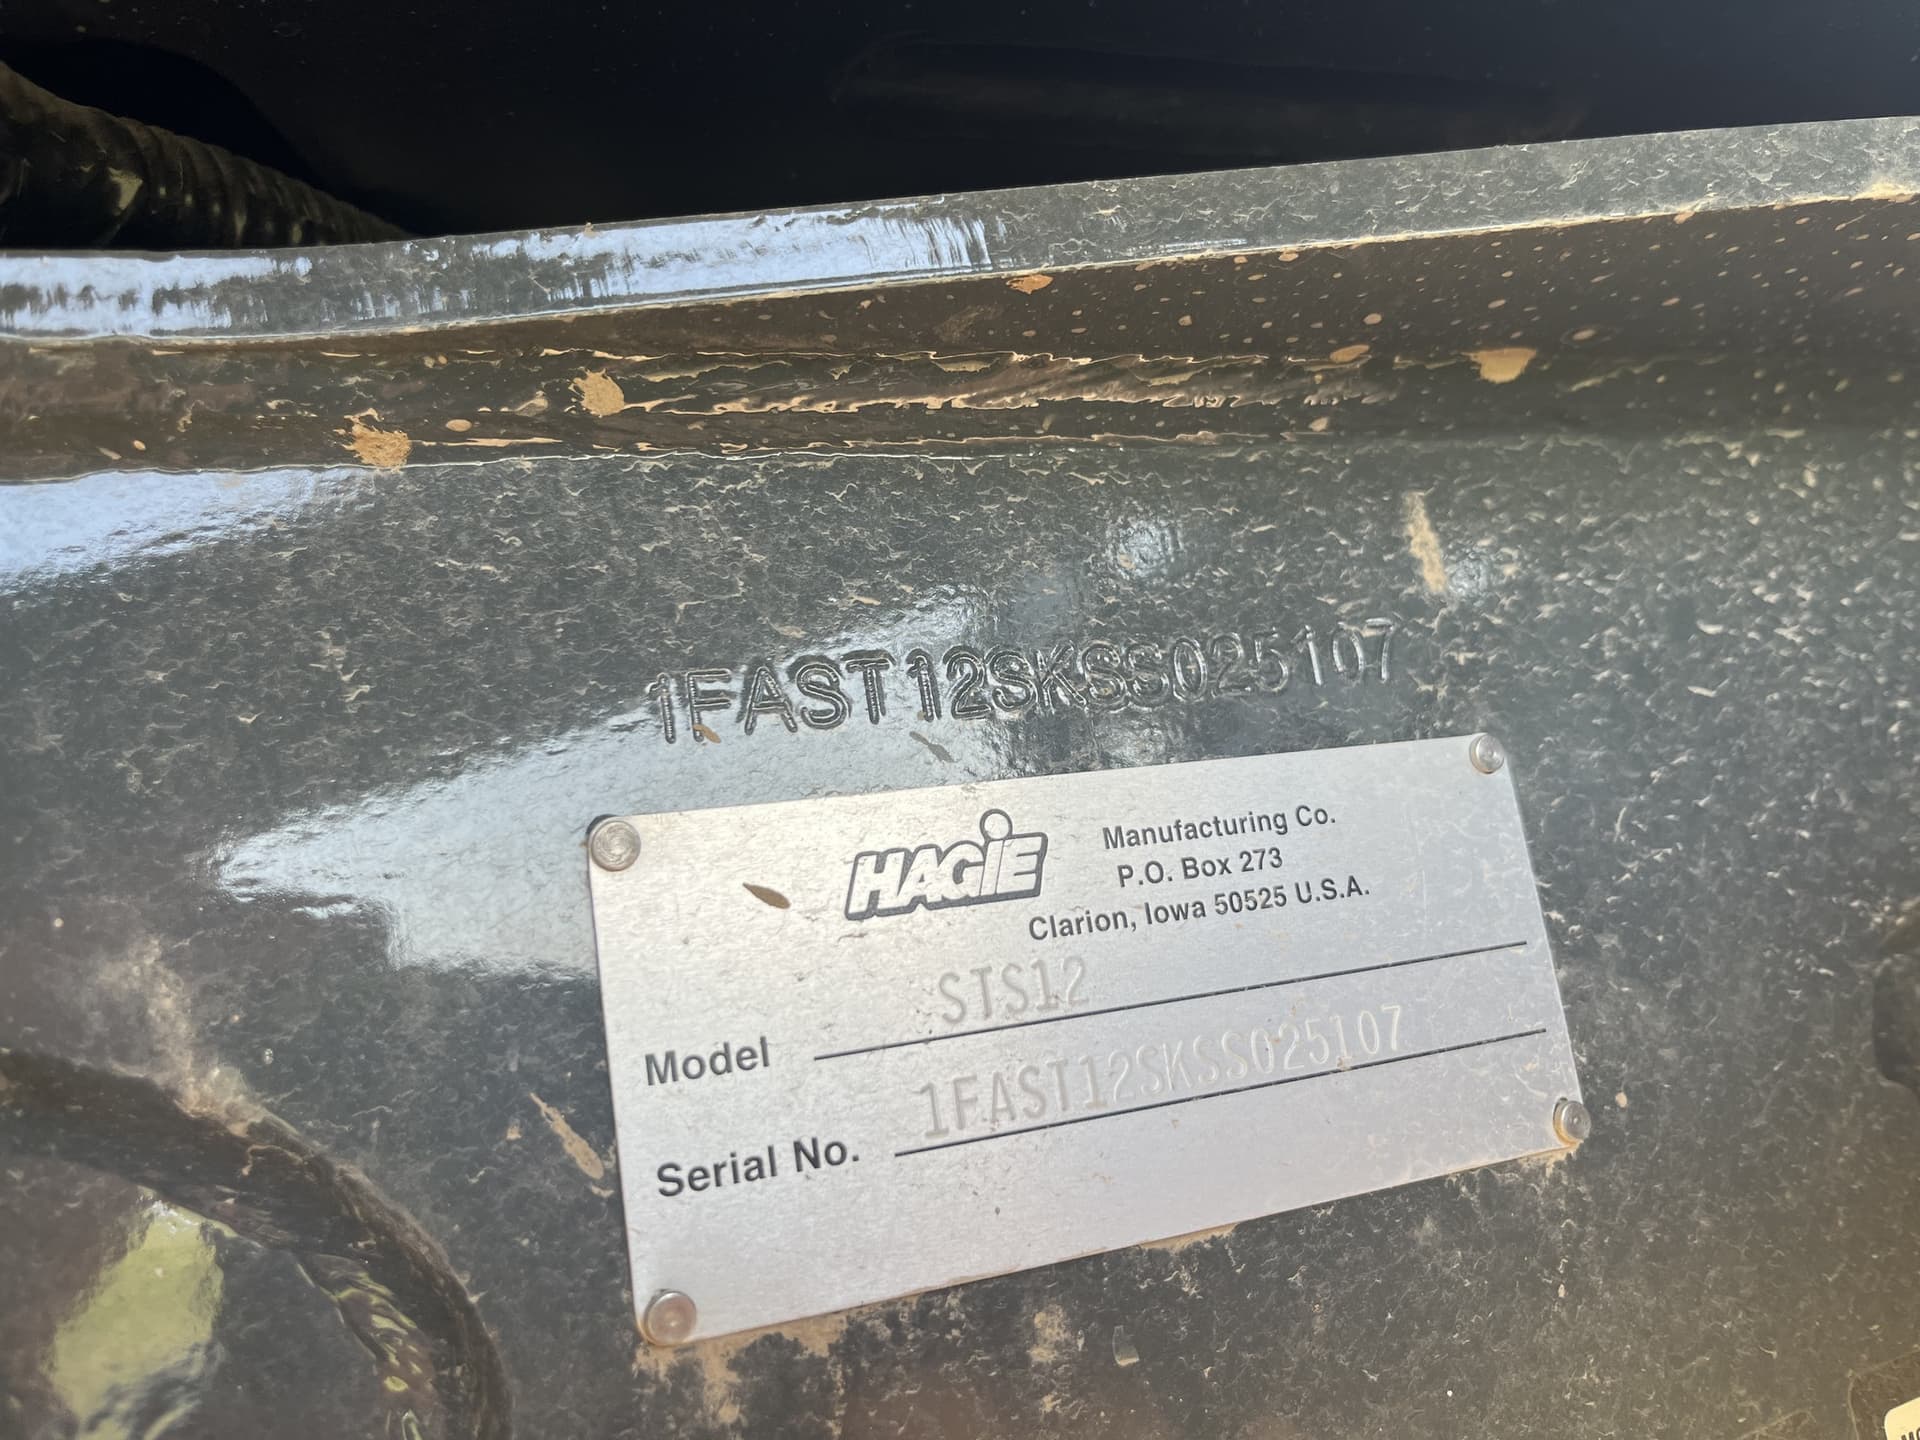 1FAST12SKSS025107
HAGIE
Manufacturing Co.
P.O. Box 273
Clarion, Iowa 50525 U.S.A.
Model STS12
Serial No. 1FAST12SKSS025107